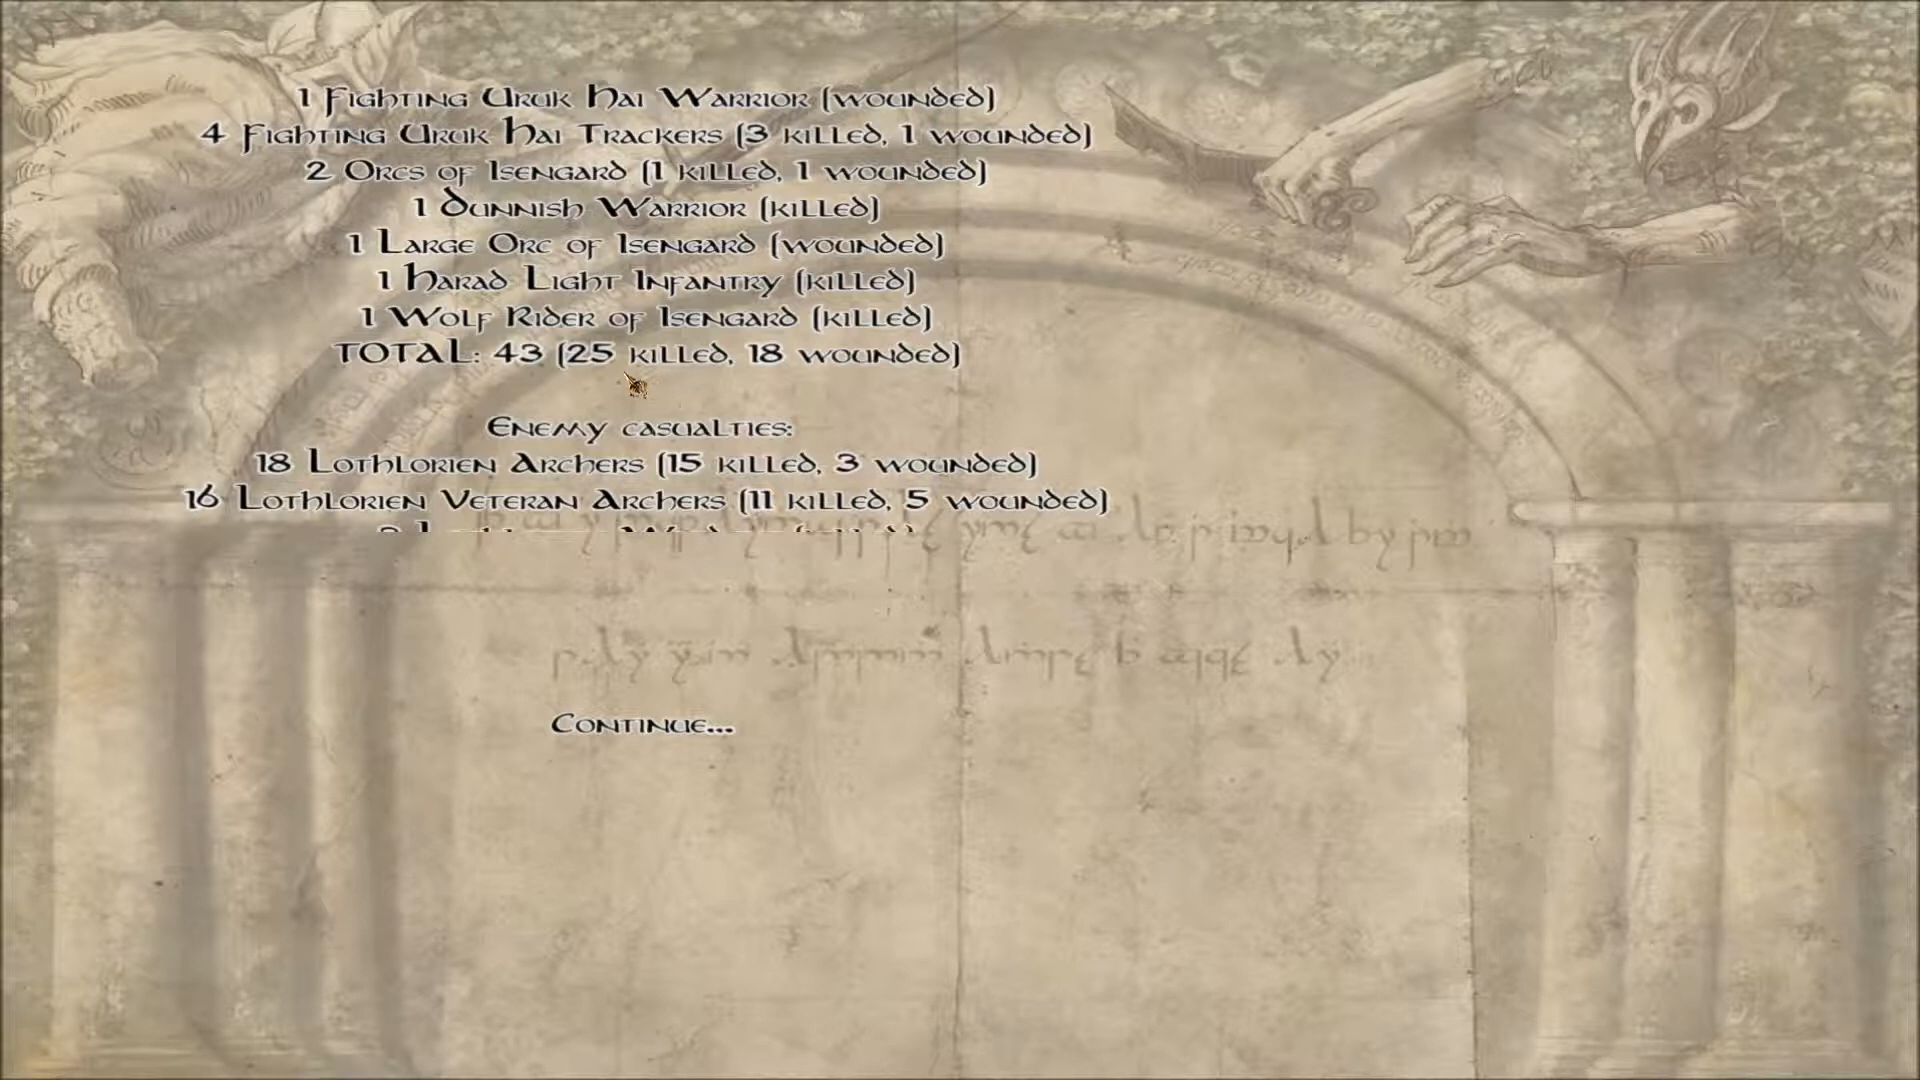 1 Fighting Uruk Hai Warrior (wounded)
4 Fighting Uruk Hai Trackers (3 killed, 1 wounded)
2 Orcs of Isengard (1 killed, 1 wounded)
1 Dunnish Warrior (killed)
1 Large Orc of Isengard (wounded)
1 Harad Light Infantry (killed)
1 Wolf Rider of Isengard (killed)
TOTAL: 43 (25 killed, 18 wounded)
Enemy casualties:
18 Lothlorien Archers (15 killed, 3 wounded)
16 Lothlorien Veteran Archers (11 killed, 5 wounded)
Continue...